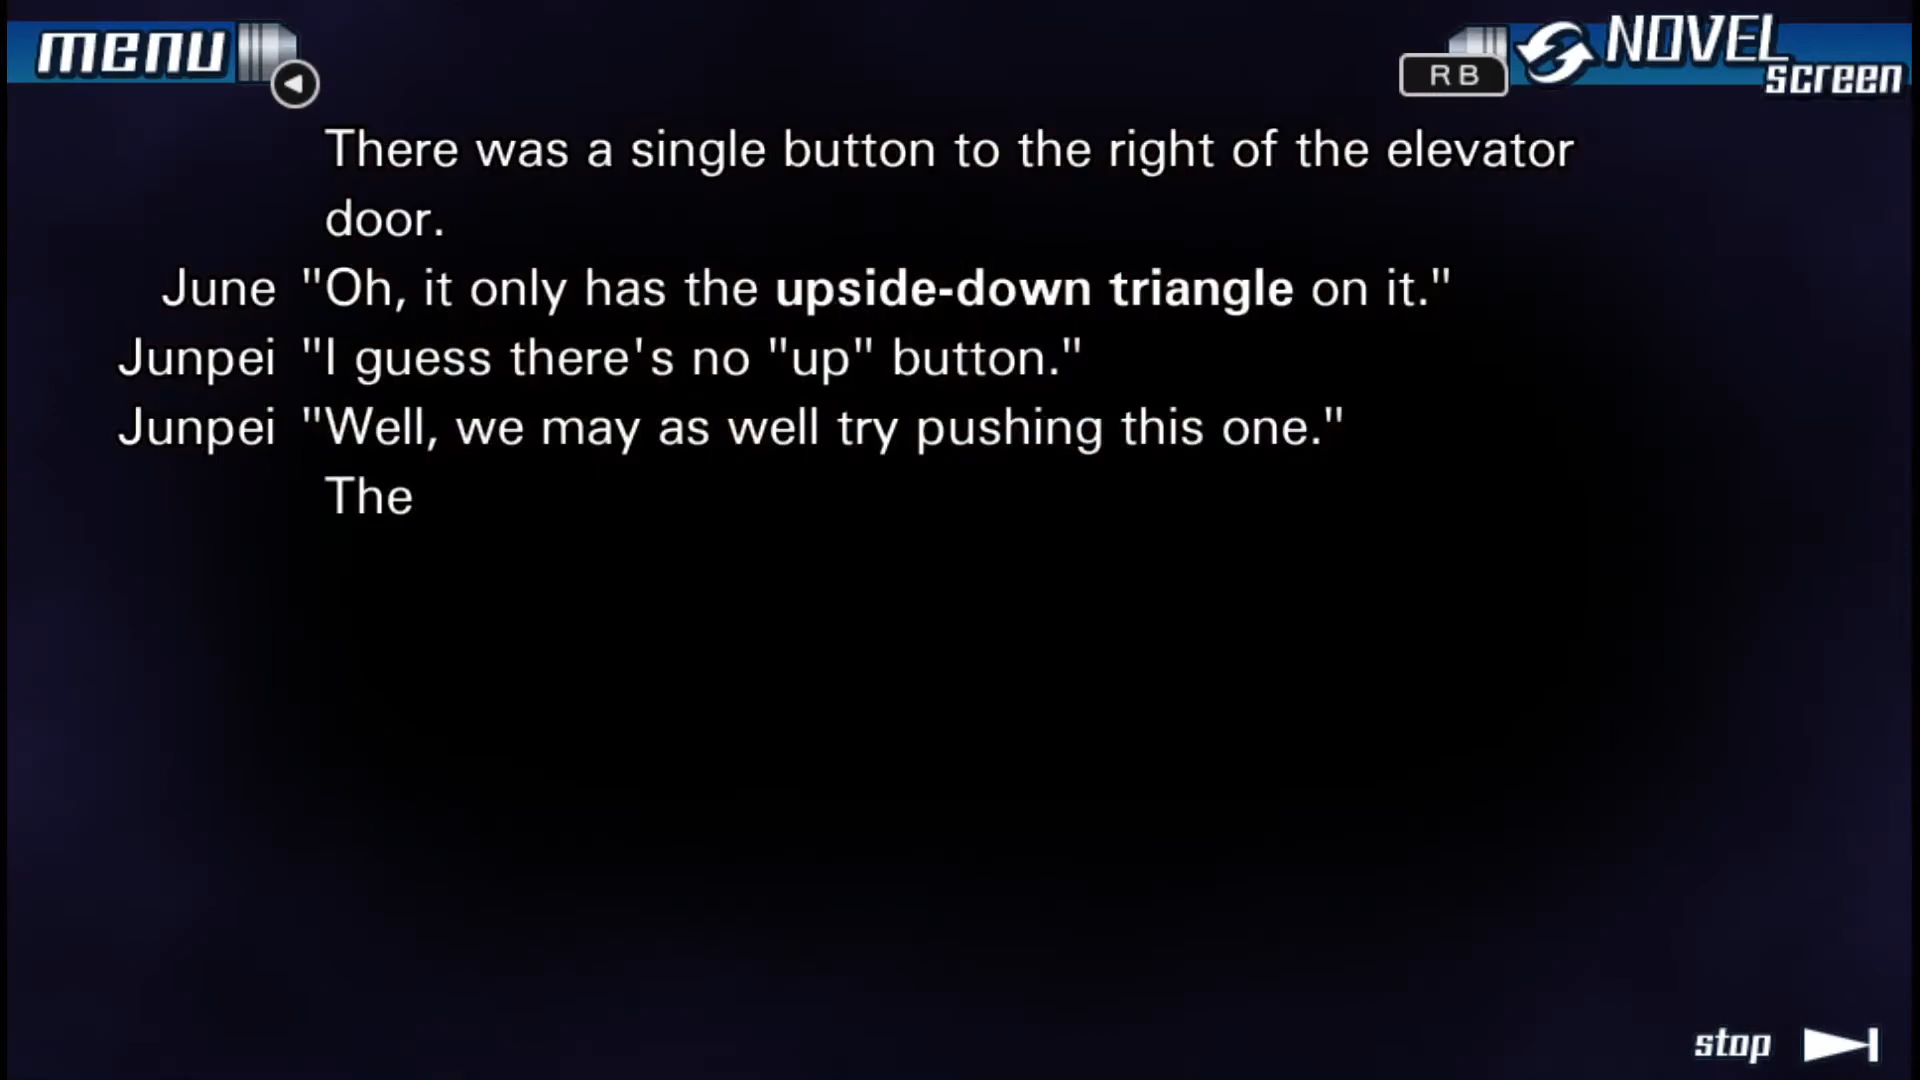 menu
RB
NOVEL
screen
There was a single button to the right of the elevator
door.
June "Oh, it only has the upside-down triangle on it."
Junpei "I guess there's no "up" button."
Junpei "Well, we may as well try pushing this one."
The
stop